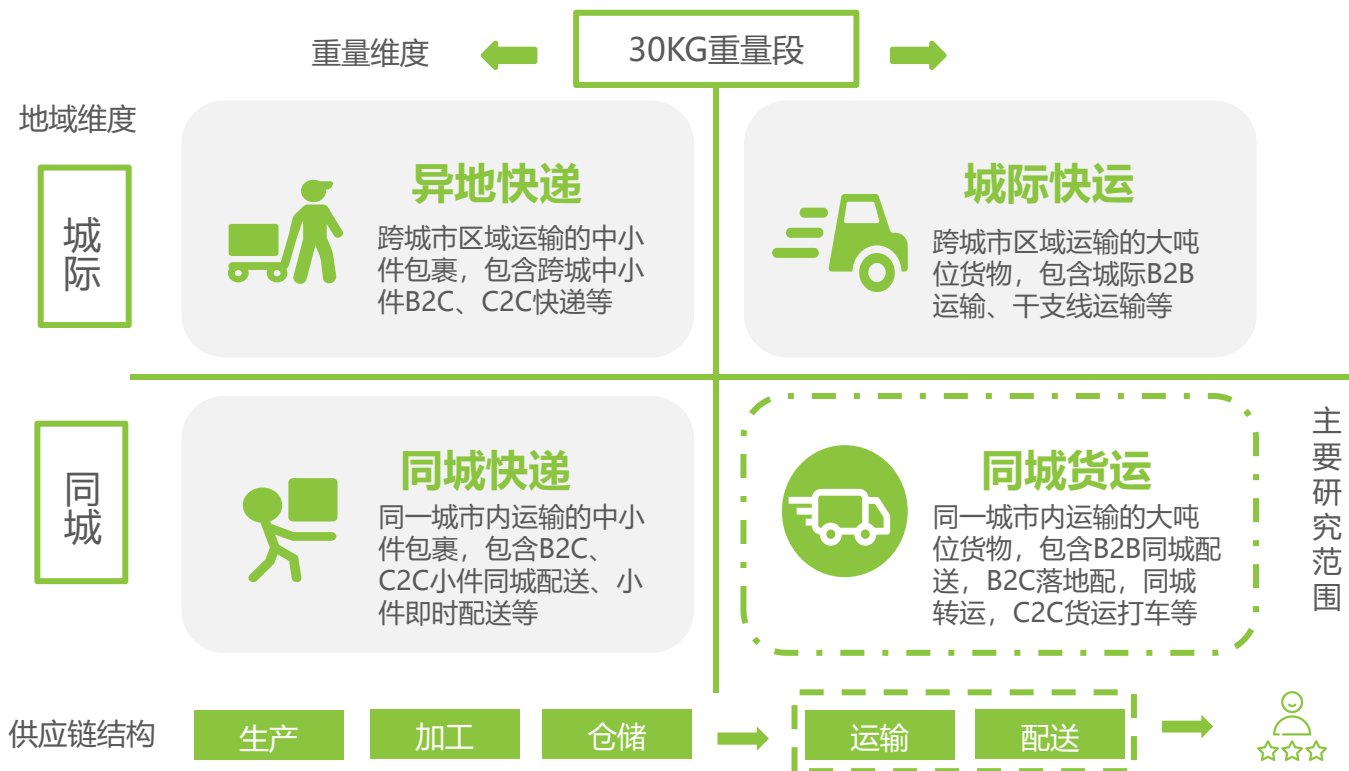 重量维度
30KG重量段
地域维度
城际
异地快递
跨城市区域运输的中小
件包裹，包含跨城中小
件B2C、C2C快递等
城际快运
跨城市区域运输的大吨
位货物，包含城际B2B
运输、干支线运输等
同城
同城快递
同一城市内运输的中小
件包裹，包含B2C、
C2C小件同城配送、小
件即时配送等
同城货运
同一城市内运输的大吨
位货物，包含B2B同城配
送，B2C落地配，同城
转运，C2C货运打车等
主要研究范围
供应链结构
生产
加工
仓储
运输
配送